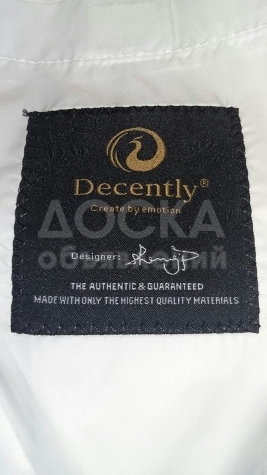 Decently®
Create by emotion
ДОСКА
объявлений
Designer:
THE AUTHENTIC & GUARANTEED
MADE WITH ONLY THE HIGHEST QUALITY MATERIALS